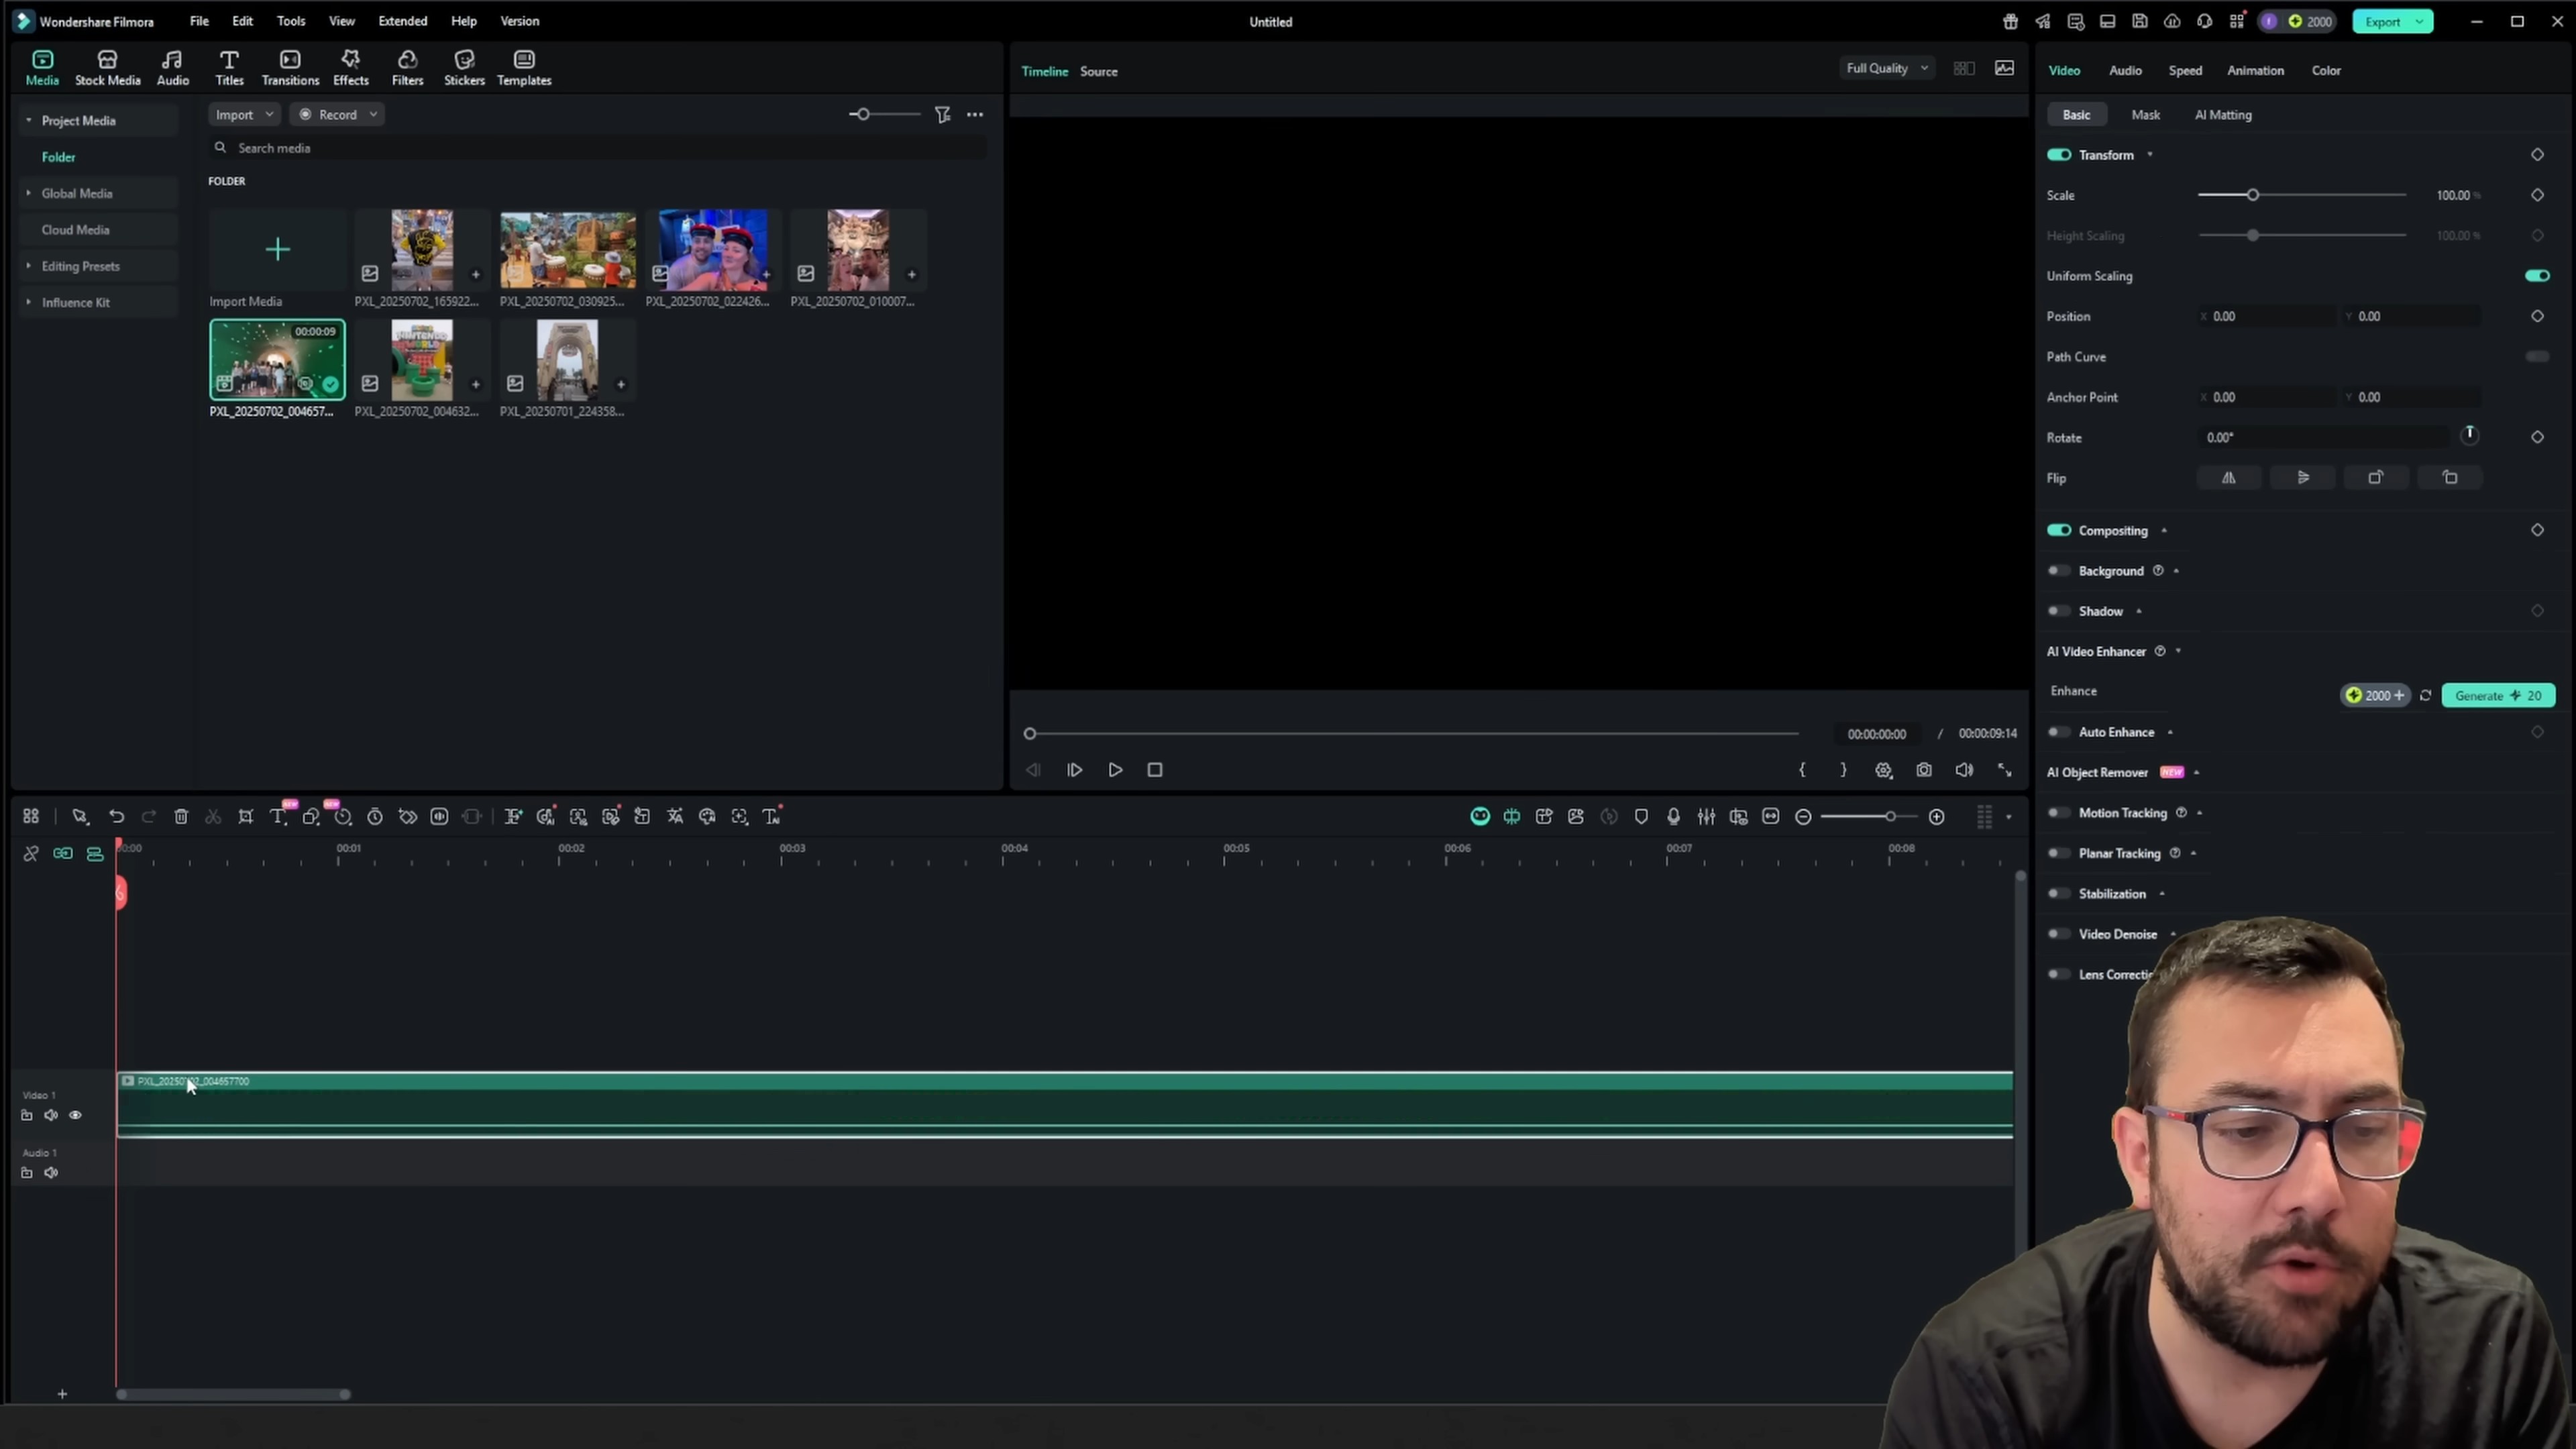 Wondershare Filmora File Edit Tools View Extended Help Version Untitled 2000 Export
Media Stock Media Audio Titles Transitions Effects Filters Stickers Templates
Timeline Source Full Quality
Video Audio Speed Animation Color
Project Media
Folder
Global Media
Cloud Media
Editing Presets
Influence Kit
Import Record
Search media
FOLDER
Import Media PXL_20250702_165922... PXL_20250702_030925... PXL_20250702_022426... PXL_20250702_010007...
00:00:09
PXL_20250702_004657... PXL_20250702_004632... PXL_20250701_224358...
00:00:00:00 / 00:00:09:14
Basic Mask AI Matting
Transform
Scale 100.00 %
Height Scaling 100.00 %
Uniform Scaling
Position X 0.00 Y 0.00
Path Curve
Anchor Point X 0.00 Y 0.00
Rotate 0.00°
Flip
Compositing
Background
Shadow
AI Video Enhancer
Enhance 2000 + Generate 20
Auto Enhance
AI Object Remover NEW
Motion Tracking
Planar Tracking
Stabilization
Video Denoise
Lens Correctio
NEW NEW
00:00 00:01 00:02 00:03 00:04 00:05 00:06 00:07 00:08
PXL_20250702_004657700
Video 1
Audio 1